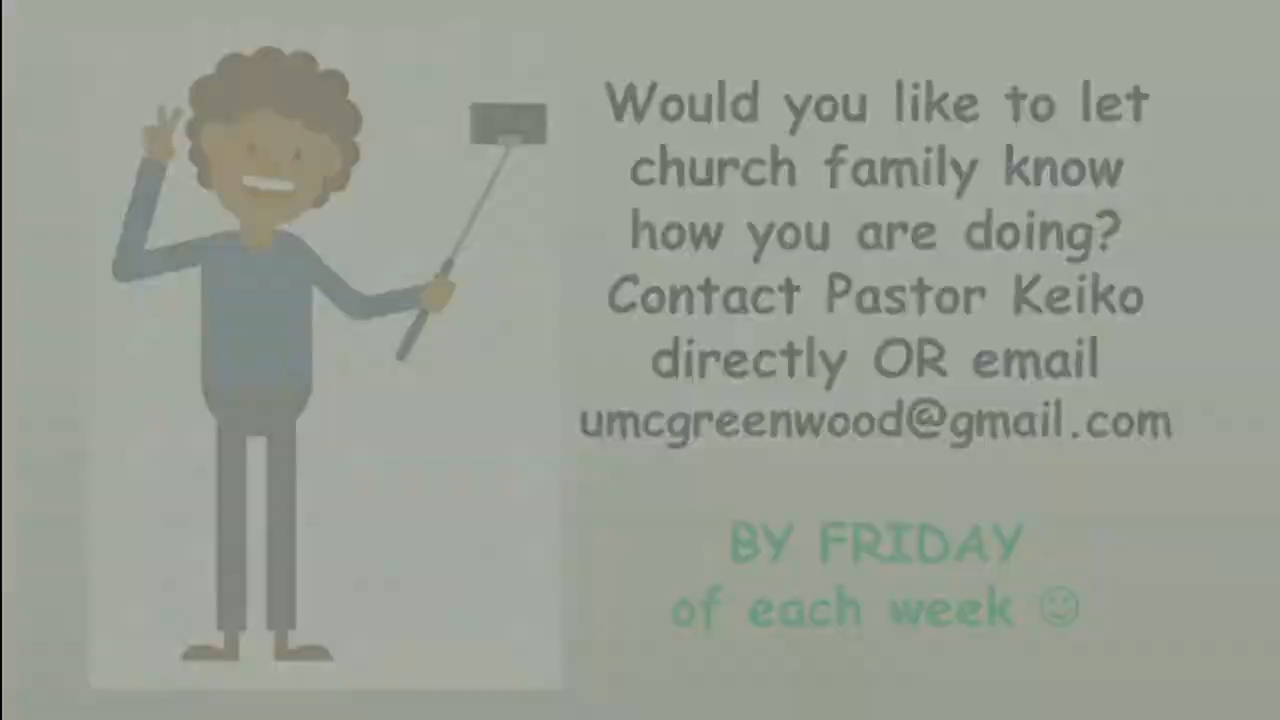 Would you like to let
church family know
how you are doing?
Contact Pastor Keiko
directly OR email
umcgreenwood@gmail.com
BY FRIDAY
of each week ☺